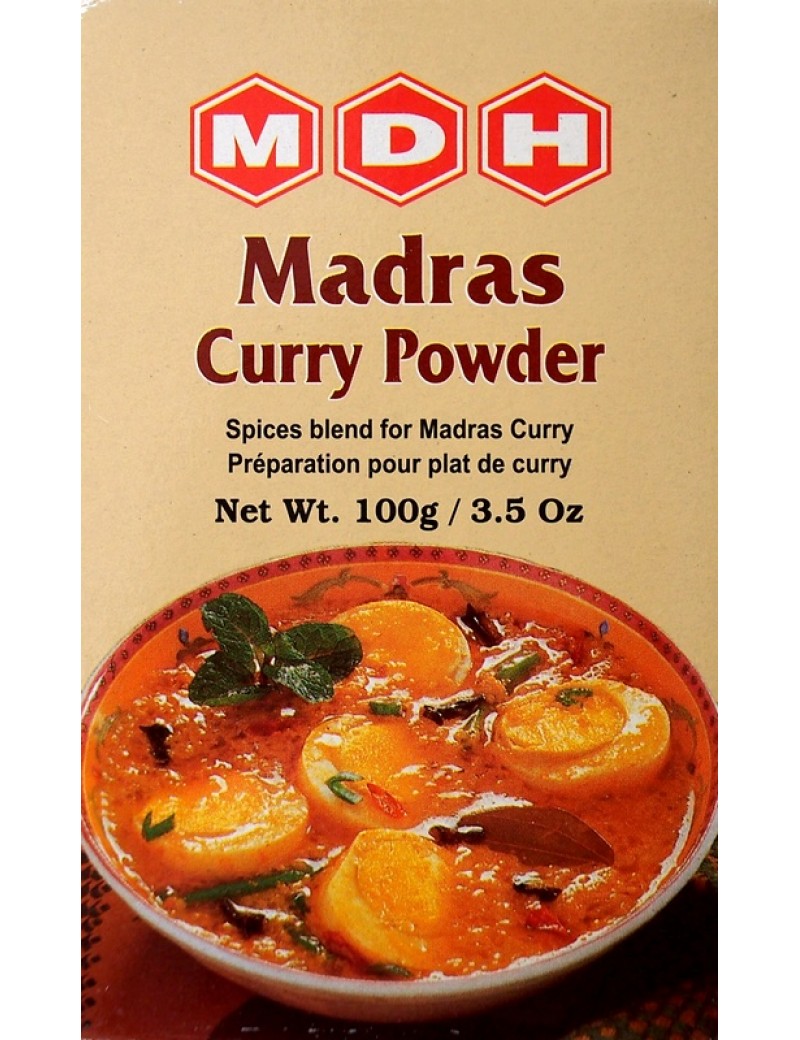 MDH
Madras
Curry Powder
Spices blend for Madras Curry
Préparation pour plat de curry
Net Wt. 100g / 3.5 Oz